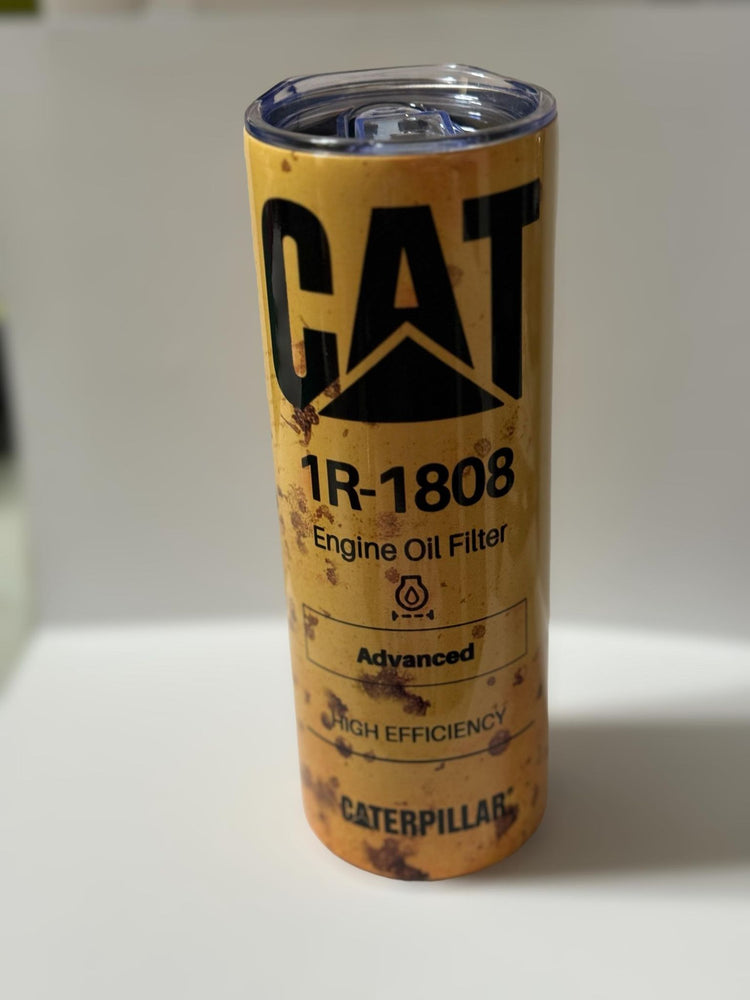 CAT
1R-1808
Engine Oil Filter
Advanced
HIGH EFFICIENCY
CATERPILLAR